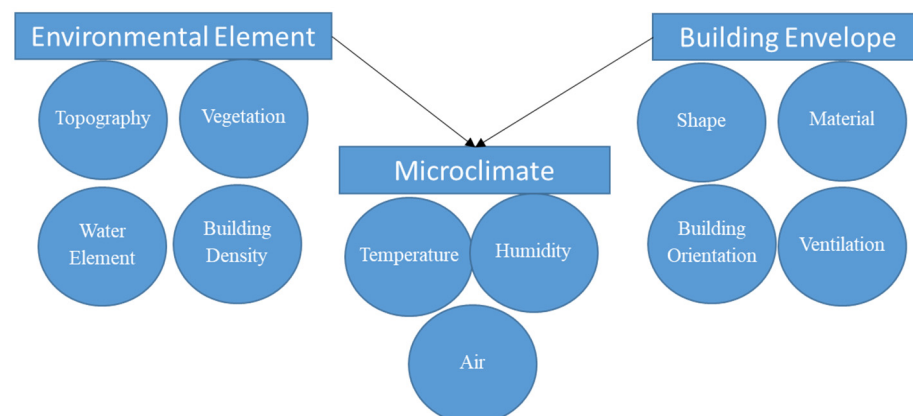 Environmental Element
Topography
Vegetation
Water
Element
Building
Density
Microclimate
Temperature
Humidity
Air
Building Envelope
Shape
Material
Building
Orientation
Ventilation